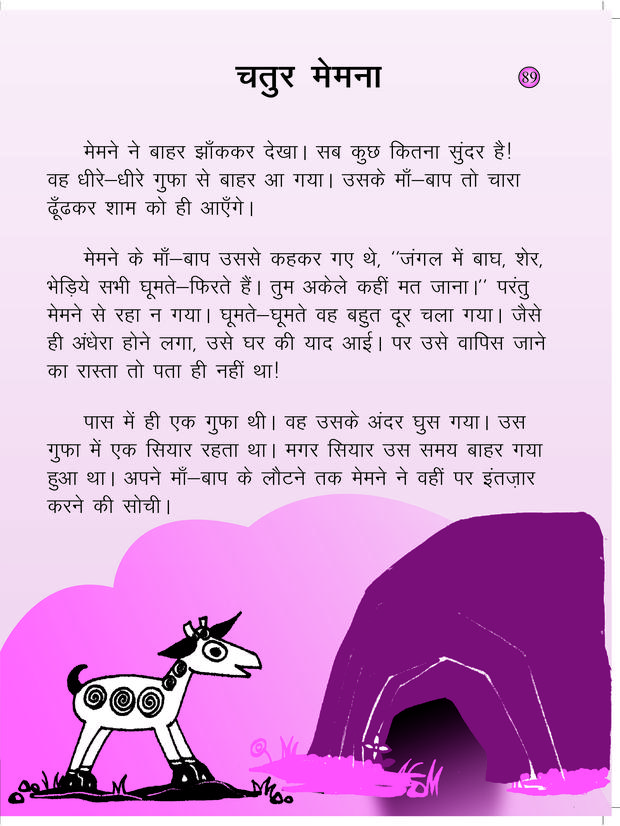 चतुर मेमना
89
मेमने ने बाहर झाँककर देखा। सब कुछ कितना सुंदर है!
वह धीरे–धीरे गुफा से बाहर आ गया। उसके माँ–बाप तो चारा
ढूँढकर शाम को ही आएँगे।
मेमने के माँ–बाप उससे कहकर गए थे, ''जंगल में बाघ, शेर,
भेड़िये सभी घूमते–फिरते हैं। तुम अकेले कहीं मत जाना।'' परंतु
मेमने से रहा न गया। घूमते–घूमते वह बहुत दूर चला गया। जैसे
ही अंधेरा होने लगा, उसे घर की याद आई। पर उसे वापिस जाने
का रास्ता तो पता ही नहीं था!
पास में ही एक गुफा थी। वह उसके अंदर घुस गया। उस
गुफा में एक सियार रहता था। मगर सियार उस समय बाहर गया
हुआ था। अपने माँ–बाप के लौटने तक मेमने ने वहीं पर इंतज़ार
करने की सोची।